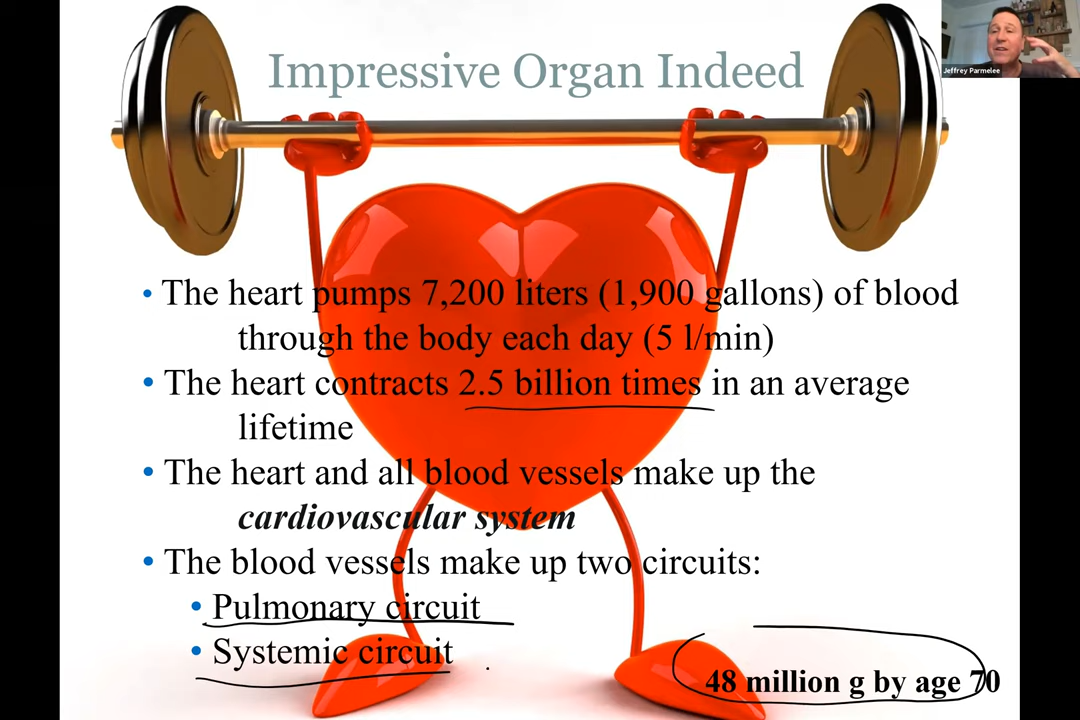 Jeffrey Parmelee
Impressive Organ Indeed
• The heart pumps 7,200 liters (1,900 gallons) of blood
through the body each day (5 l/min)
• The heart contracts 2.5 billion times in an average
lifetime
• The heart and all blood vessels make up the
cardiovascular system
• The blood vessels make up two circuits:
• Pulmonary circuit
• Systemic circuit
48 million g by age 70